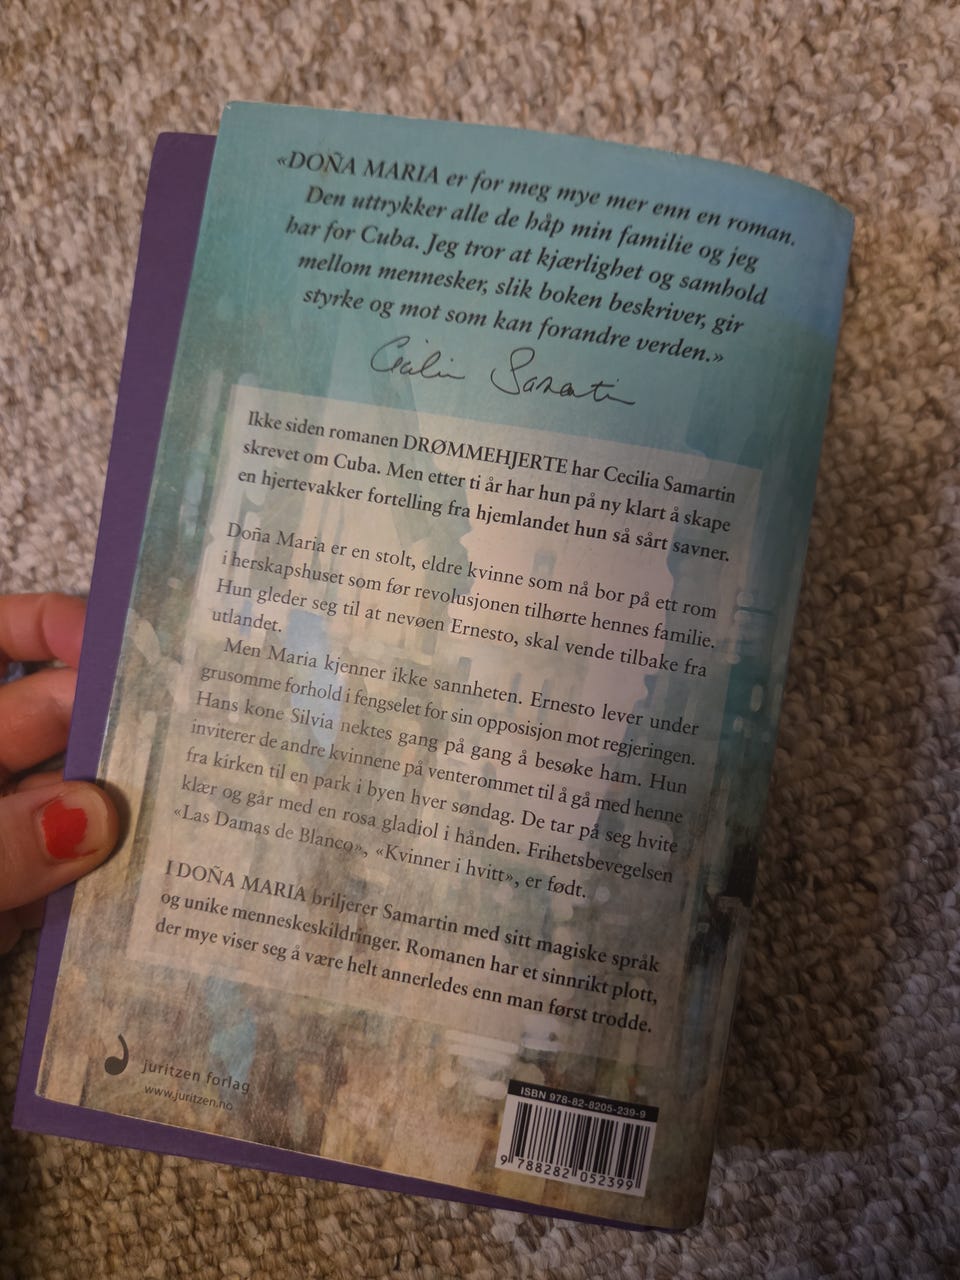 «DOÑA MARIA er for meg mye mer enn en roman.
Den uttrykker alle de håp min familie og jeg
har for Cuba. Jeg tror at kjærlighet og samhold
mellom mennesker, slik boken beskriver, gir
styrke og mot som kan forandre verden.»
Cecilia Samartin
Ikke siden romanen DRØMMEHJERTE har Cecilia Samartin
skrevet om Cuba. Men etter ti år har hun på ny klart å skape
en hjertevakker fortelling fra hjemlandet hun så sårt savner.
Doña Maria er en stolt, eldre kvinne som nå bor på ett rom
i herskapshuset som før revolusjonen tilhørte hennes familie.
Hun gleder seg til at nevøen Ernesto, skal vende tilbake fra
utlandet.
Men Maria kjenner ikke sannheten. Ernesto lever under
grusomme forhold i fengselet for sin opposisjon mot regjeringen.
Hans kone Silvia nektes gang på gang å besøke ham. Hun
inviterer de andre kvinnene på venterommet til å gå med henne
fra kirken til en park i byen hver søndag. De tar på seg hvite
klær og går med en rosa gladiol i hånden. Frihetsbevegelsen
«Las Damas de Blanco», «Kvinner i hvitt», er født.
I DOÑA MARIA briljerer Samartin med sitt magiske språk
og unike menneskeskildringer. Romanen har et sinnrikt plott,
der mye viser seg å være helt annerledes enn man først trodde.
juritzen forlag
www.juritzen.no
ISBN 978-82-8205-239-9
9 788282 052399